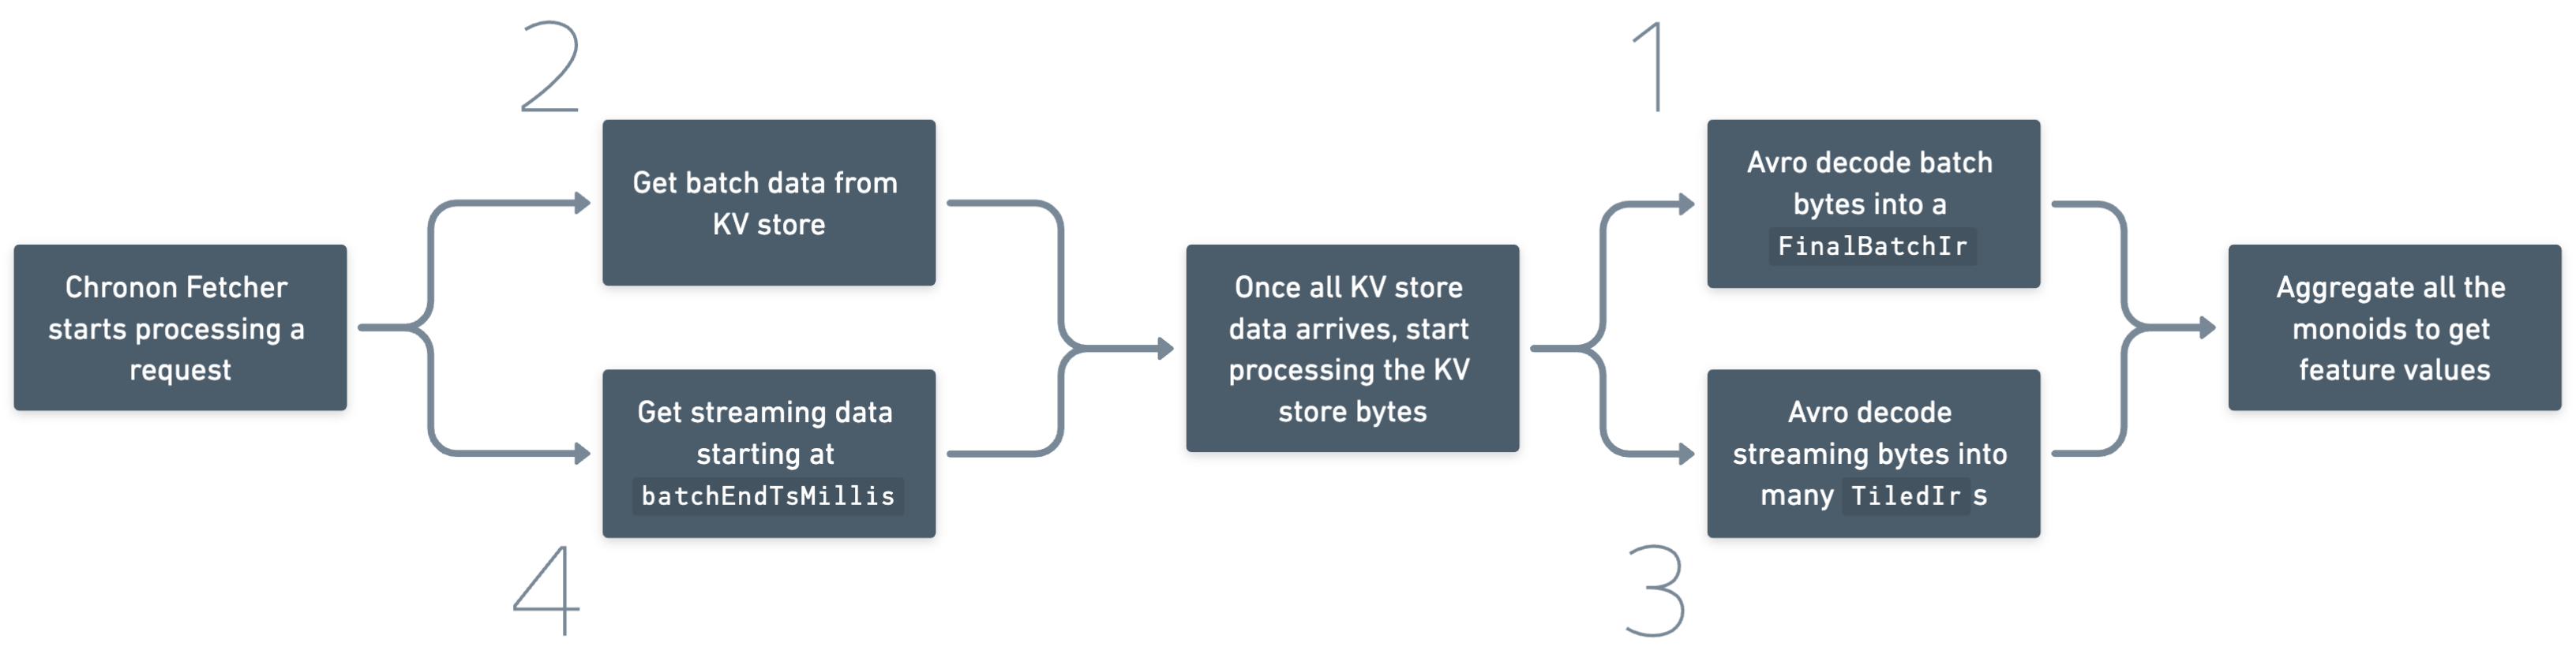 Chronon Fetcher
starts processing a
request
2
Get batch data from
KV store
4
Get streaming data
starting at
batchEndTsMillis
Once all KV store
data arrives, start
processing the KV
store bytes
1
Avro decode batch
bytes into a
FinalBatchIr
3
Avro decode
streaming bytes into
many TiledIr s
Aggregate all the
monoids to get
feature values